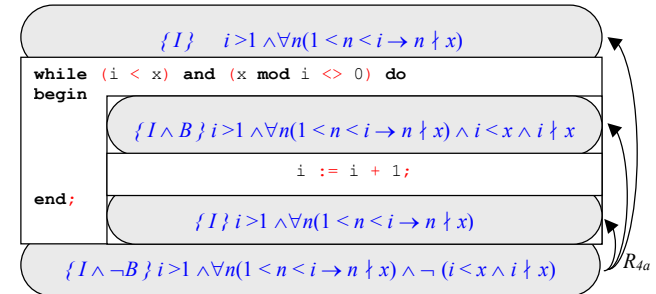 { I } i >1 ∧∀n(1 < n < i → n ∤ x)
while (i < x) and (x mod i <> 0) do
begin
{ I ∧ B } i >1 ∧∀n(1 < n < i → n ∤ x) ∧ i < x ∧ i ∤ x
i := i + 1;
end;
{ I } i >1 ∧∀n(1 < n < i → n ∤ x)
{ I ∧ ¬B } i >1 ∧∀n(1 < n < i → n ∤ x) ∧ ¬ (i < x ∧ i ∤ x)
R4a